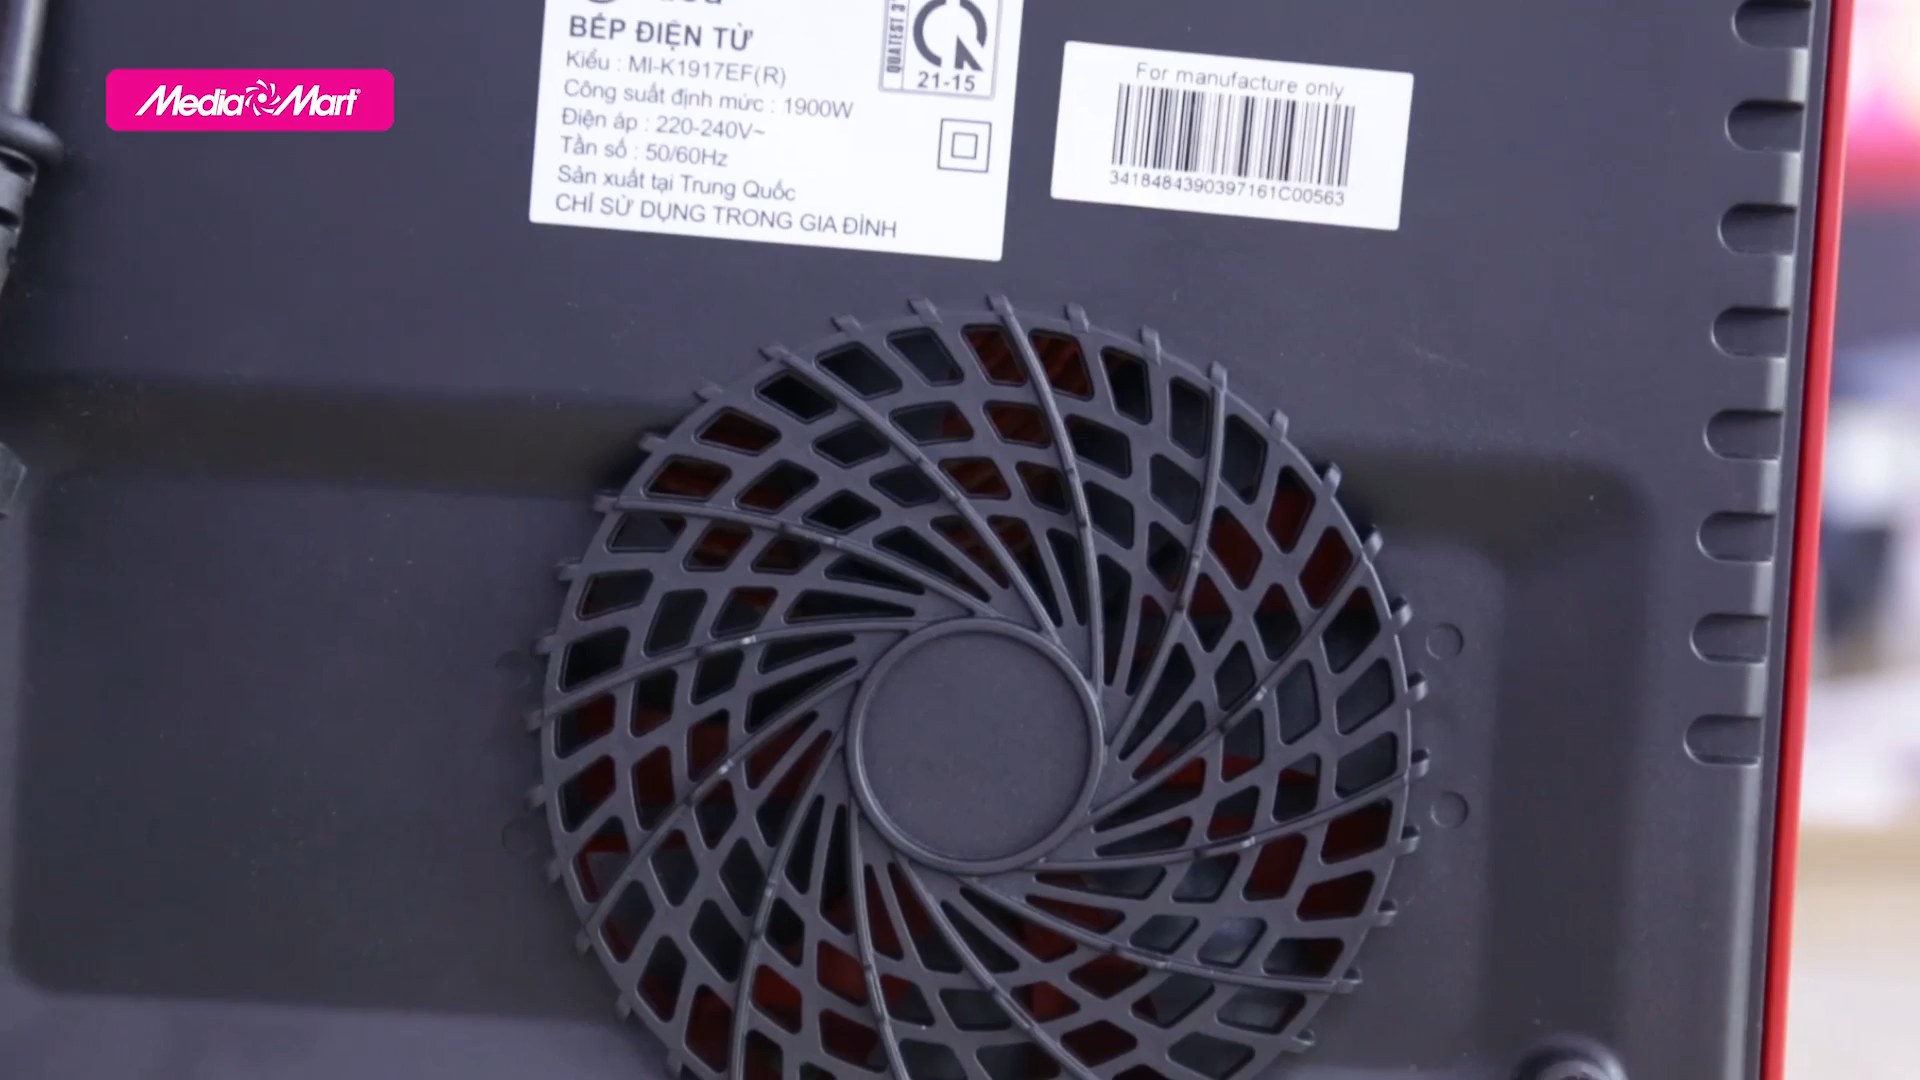 MediaMart
BẾP ĐIỆN TỪ
Kiểu : MI-K1917EF(R)
Công suất định mức : 1900W
Điện áp : 220-240V~
Tần số : 50/60Hz
Sản xuất tại Trung Quốc
CHỈ SỬ DỤNG TRONG GIA ĐÌNH
QUATEST 3
21-15
For manufacture only
3418484390397161C00563